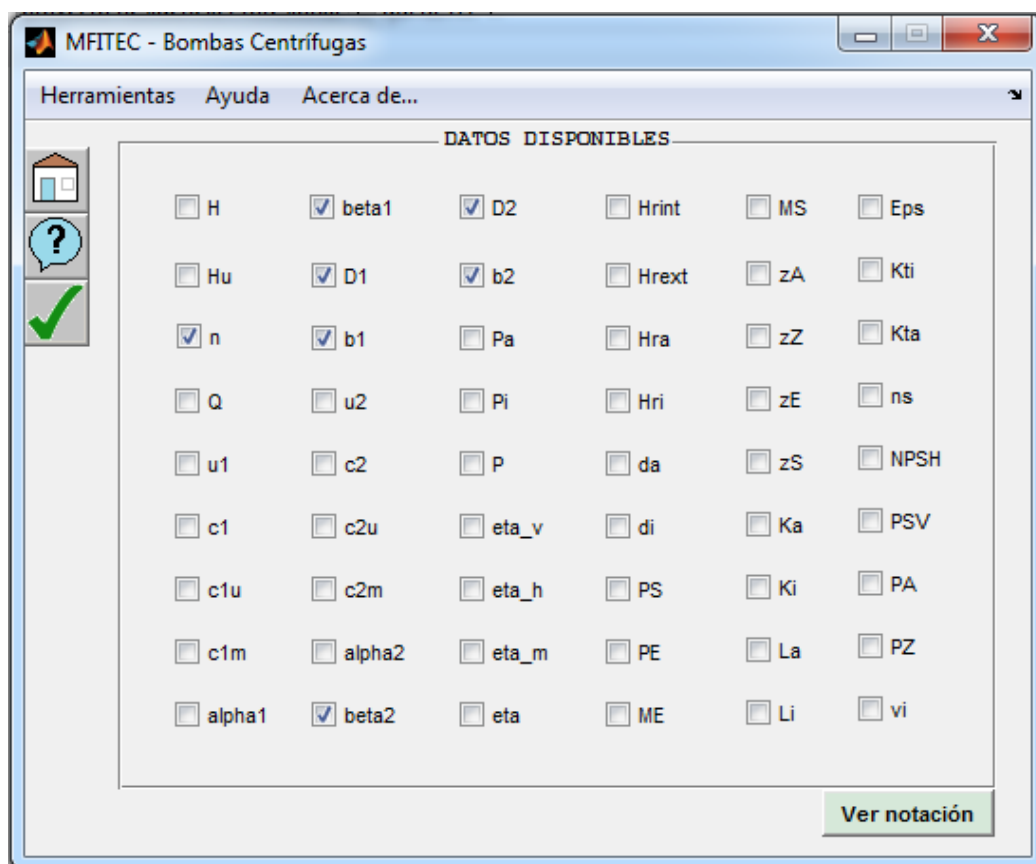 MFITEC - Bombas Centrífugas
Herramientas Ayuda Acerca de...
DATOS DISPONIBLES
H beta1 D2 Hrint MS Eps
Hu D1 b2 Hrext zA Kti
n b1 Pa Hra zZ Kta
Q u2 Pi Hri zE ns
u1 c2 P da zS NPSH
c1 c2u eta_v di Ka PSV
c1u c2m eta_h PS Ki PA
c1m alpha2 eta_m PE La PZ
alpha1 beta2 eta ME Li vi
Ver notación